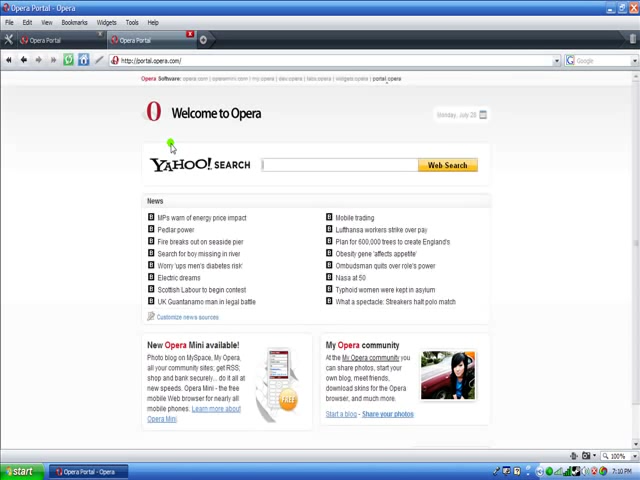 Opera Portal - Opera
File Edit View Bookmarks Widgets Tools Help
Opera Portal
Opera Portal
http://portal.opera.com/
Google
Opera Software: opera.com | operamini.com | my.opera | dev.opera | labs.opera | widgets.opera | portal.opera
Welcome to Opera
Monday, July 28
YAHOO! SEARCH
Web Search
News
MPs warn of energy price impact
Pedlar power
Fire breaks out on seaside pier
Search for boy missing in river
Worry 'ups men's diabetes risk'
Electric dreams
Scottish Labour to begin contest
UK Guantanamo man in legal battle
Mobile trading
Lufthansa workers strike over pay
Plan for 600,000 trees to create England's
Obesity gene 'affects appetite'
Ombudsman quits over role's power
Nasa at 50
Typhoid women were kept in asylum
What a spectacle: Streakers halt polo match
Customize news sources
New Opera Mini available!
Photo blog on MySpace, My Opera,
all your community sites; get RSS;
shop and bank securely... do it all at
new speeds. Opera Mini - the free
mobile Web browser for nearly all
mobile phones. Learn more about
Opera Mini
FREE
My Opera community
At the My Opera community you
can share photos, start your
own blog, meet friends,
download skins for the Opera
browser, and much more.
Start a blog - Share your photos
100%
start
Opera Portal - Opera
7:10 PM